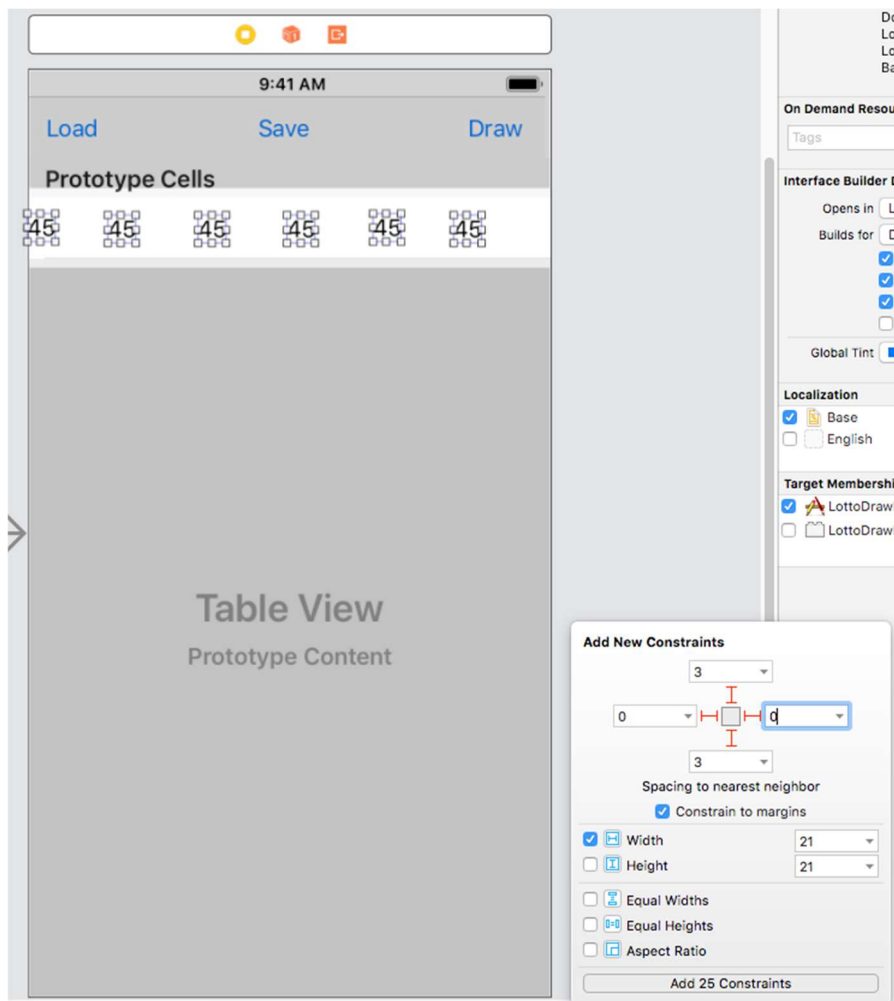 9:41 AM
Load Save Draw
Prototype Cells
45 45 45 45 45 45
Table View
Prototype Content
On Demand Resou
Tags
Interface Builder D
Opens in L
Builds for D
Global Tint
Localization
Base
English
Target Membershi
LottoDraw
LottoDraw
Add New Constraints
3
0 0
3
Spacing to nearest neighbor
Constrain to margins
Width 21
Height 21
Equal Widths
Equal Heights
Aspect Ratio
Add 25 Constraints